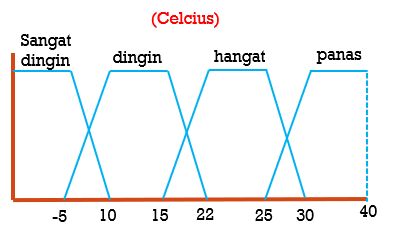 (Celcius)
Sangat
dingin
dingin
hangat
panas
-5
10
15
22
25
30
40